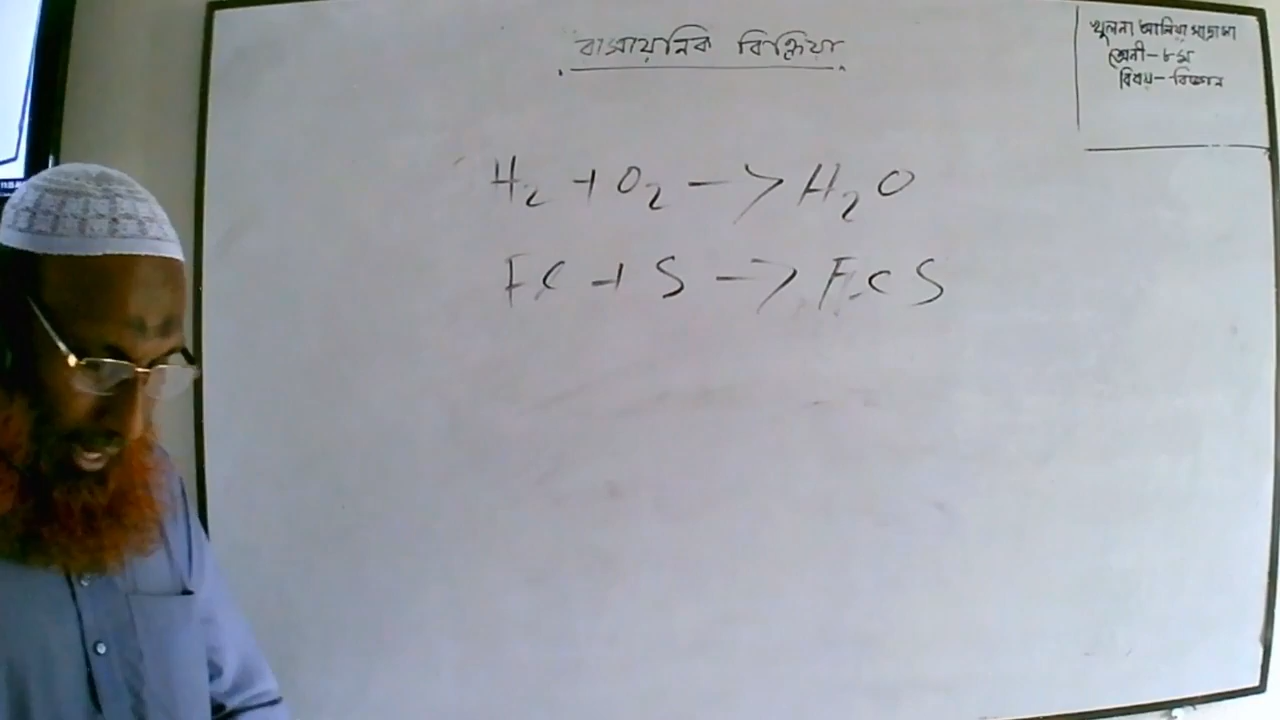 রাসায়নিক বিক্রিয়া
খুলনা আলিয়া মাদ্রাসা
শ্রেনী-৮ম
বিষয়-বিজ্ঞান
H₂ + O₂ -> H₂O
Fe + S -> FeS